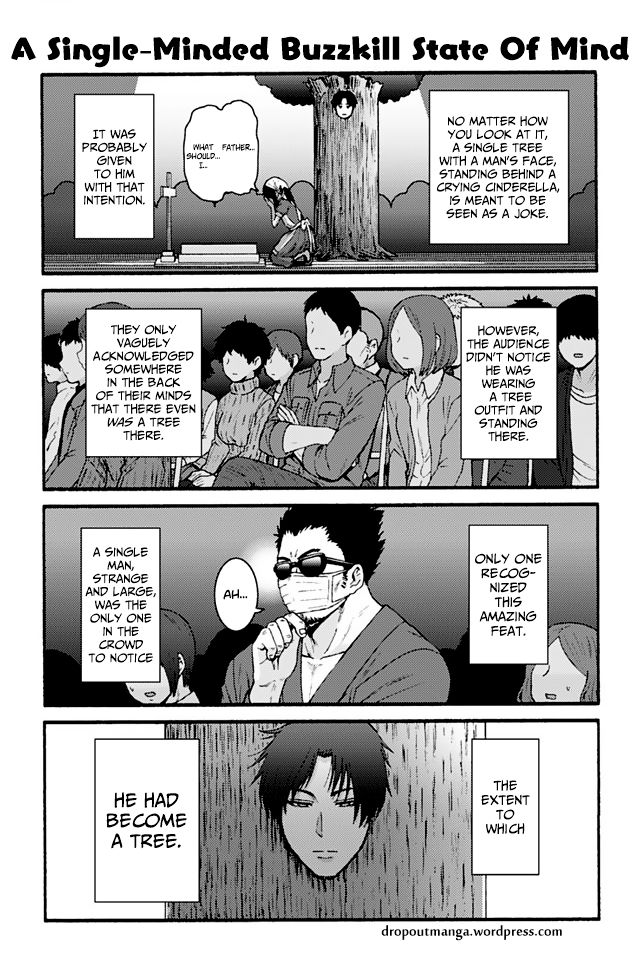 A Single-Minded Buzzkill State Of Mind
NO MATTER HOW
YOU LOOK AT IT,
A SINGLE TREE
WITH A MAN'S FACE,
STANDING BEHIND A
CRYING CINDERELLA,
IS MEANT TO BE
SEEN AS A JOKE.
WHAT FATHER...
SHOULD...
I...
IT WAS
PROBABLY
GIVEN
TO HIM
WITH THAT
INTENTION.
HOWEVER,
THE AUDIENCE
DIDN'T NOTICE
HE WAS
WEARING
A TREE
OUTFIT AND
STANDING
THERE.
THEY ONLY
VAGUELY
ACKNOWLEDGED
SOMEWHERE
IN THE BACK
OF THEIR MINDS
THAT THERE EVEN
WAS A TREE
THERE.
ONLY ONE
RECOG-
NIZED
THIS
AMAZING
FEAT.
AH...
A SINGLE
MAN,
STRANGE
AND LARGE,
WAS THE
ONLY ONE
IN THE
CROWD
TO NOTICE
THE
EXTENT
TO
WHICH
HE HAD
BECOME
A TREE.
dropoutmanga.wordpress.com